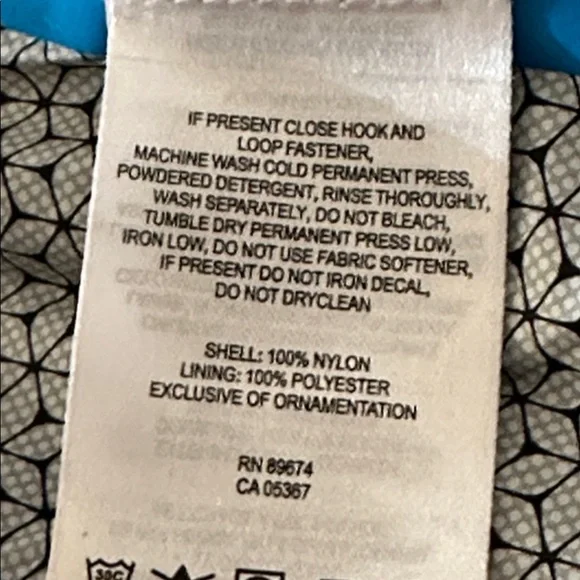 IF PRESENT CLOSE HOOK AND
LOOP FASTENER,
MACHINE WASH COLD PERMANENT PRESS,
POWDERED DETERGENT, RINSE THOROUGHLY,
WASH SEPARATELY, DO NOT BLEACH,
TUMBLE DRY PERMANENT PRESS LOW,
IRON LOW, DO NOT USE FABRIC SOFTENER,
IF PRESENT DO NOT IRON DECAL,
DO NOT DRYCLEAN
SHELL: 100% NYLON
LINING: 100% POLYESTER
EXCLUSIVE OF ORNAMENTATION
RN 89674
CA 05367
30C